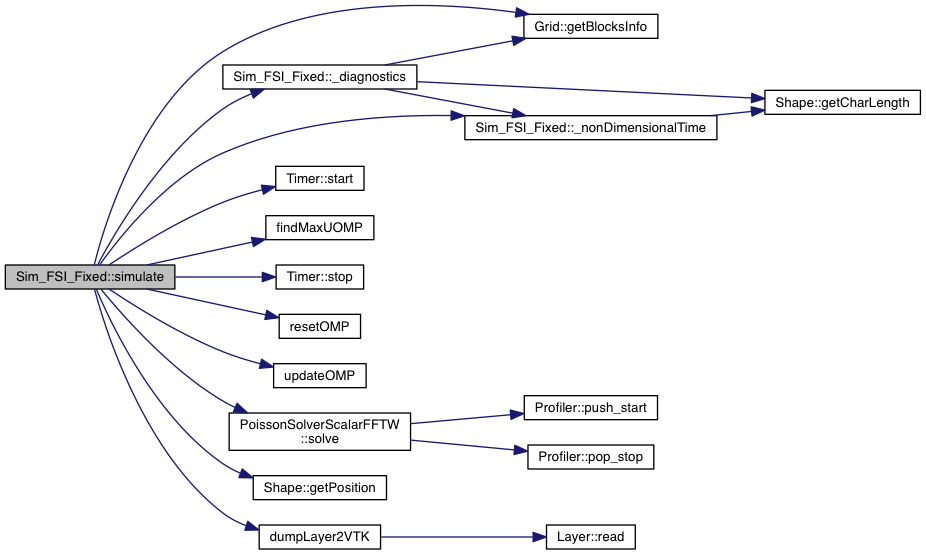 Grid::getBlocksInfo
Sim_FSI_Fixed::_diagnostics
Shape::getCharLength
Sim_FSI_Fixed::_nonDimensionalTime
Timer::start
findMaxUOMP
Sim_FSI_Fixed::simulate
Timer::stop
resetOMP
updateOMP
Profiler::push_start
PoissonSolverScalarFFTW
::solve
Profiler::pop_stop
Shape::getPosition
dumpLayer2VTK
Layer::read